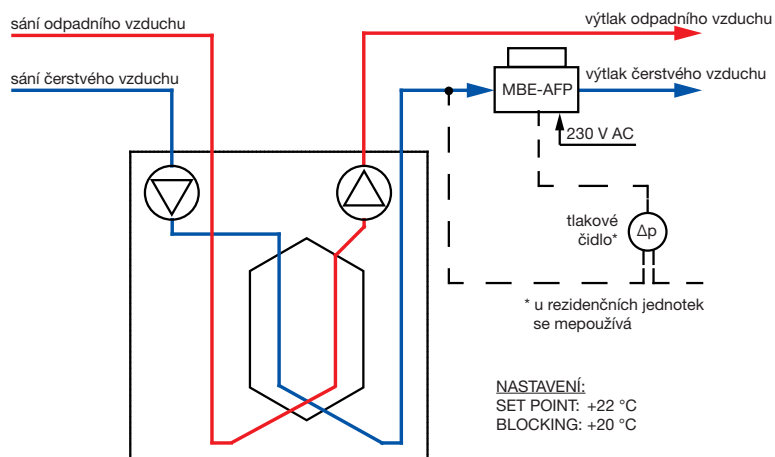 sání odpadního vzduchu
výtlak odpadního vzduchu
sání čerstvého vzduchu
výtlak čerstvého vzduchu
MBE-AFP
230 V AC
tlakové
čidlo*
Δp
* u rezidenčních jednotek
se mepoužívá
NASTAVENÍ:
SET POINT: +22 °C
BLOCKING: +20 °C